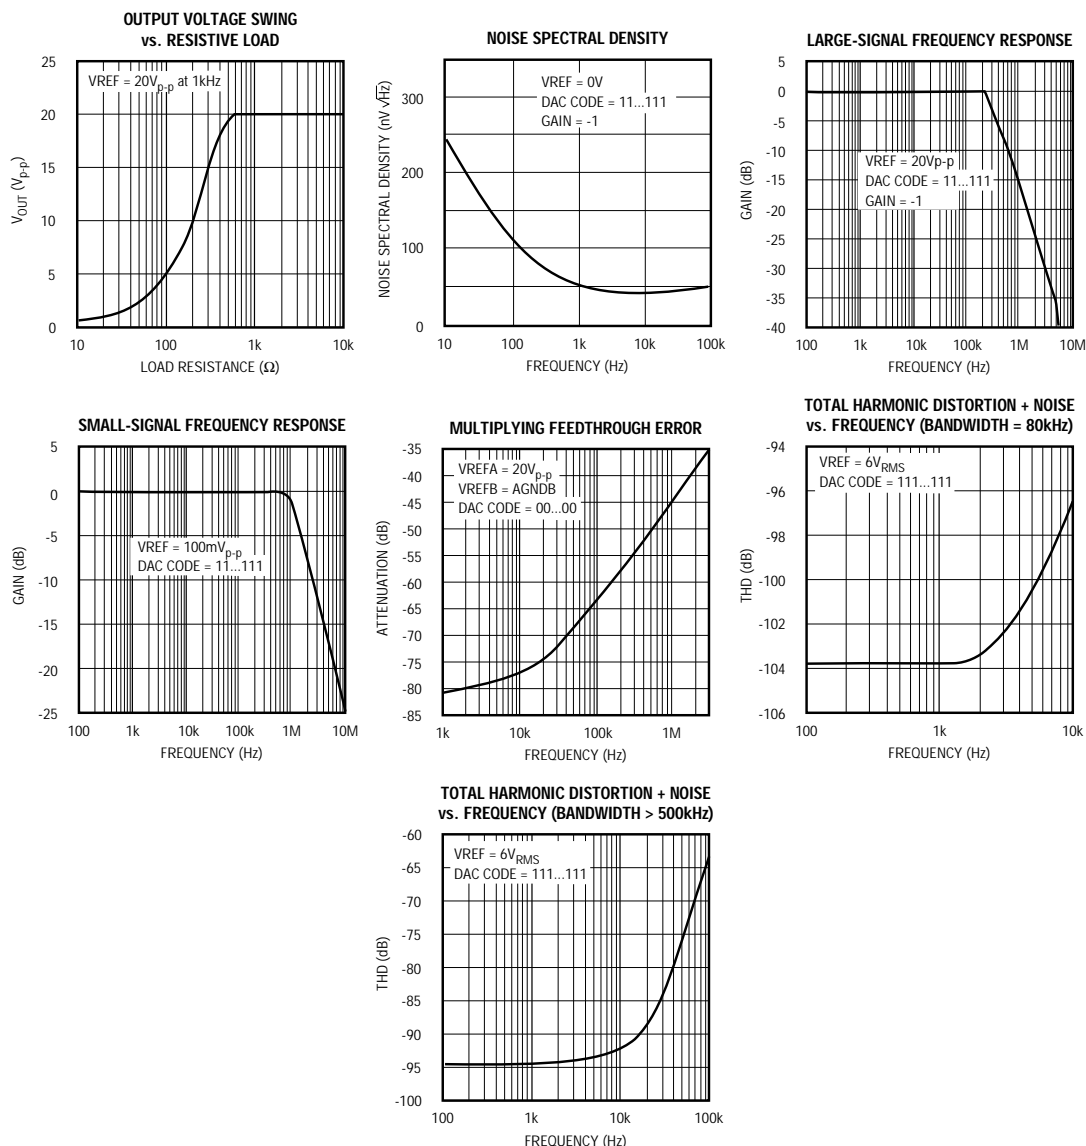 OUTPUT VOLTAGE SWING
vs. RESISTIVE LOAD
VREF = 20Vp-p at 1kHz
VOUT (Vp-p)
25
20
15
10
5
0
10
100
1k
10k
LOAD RESISTANCE (Ω)
NOISE SPECTRAL DENSITY
VREF = 0V
DAC CODE = 11...111
GAIN = -1
NOISE SPECTRAL DENSITY (nV √Hz)
300
200
100
0
10
100
1k
10k
100k
FREQUENCY (Hz)
LARGE-SIGNAL FREQUENCY RESPONSE
VREF = 20Vp-p
DAC CODE = 11...111
GAIN = -1
GAIN (dB)
5
0
-5
-10
-15
-20
-25
-30
-35
-40
100
1k
10k
100k
1M
10M
FREQUENCY (Hz)
SMALL-SIGNAL FREQUENCY RESPONSE
VREF = 100mVp-p
DAC CODE = 11...111
GAIN (dB)
5
0
-5
-10
-15
-20
-25
100
1k
10k
100k
1M
10M
FREQUENCY (Hz)
MULTIPLYING FEEDTHROUGH ERROR
VREFA = 20Vp-p
VREFB = AGNDB
DAC CODE = 00...00
ATTENUATION (dB)
-35
-40
-45
-50
-55
-60
-65
-70
-75
-80
-85
1k
10k
100k
1M
FREQUENCY (Hz)
TOTAL HARMONIC DISTORTION + NOISE
vs. FREQUENCY (BANDWIDTH = 80kHz)
VREF = 6VRMS
DAC CODE = 111...111
THD (dB)
-94
-96
-98
-100
-102
-104
-106
100
1k
10k
FREQUENCY (Hz)
TOTAL HARMONIC DISTORTION + NOISE
vs. FREQUENCY (BANDWIDTH > 500kHz)
VREF = 6VRMS
DAC CODE = 111...111
THD (dB)
-60
-65
-70
-75
-80
-85
-90
-95
-100
100
1k
10k
100k
FREQUENCY (Hz)